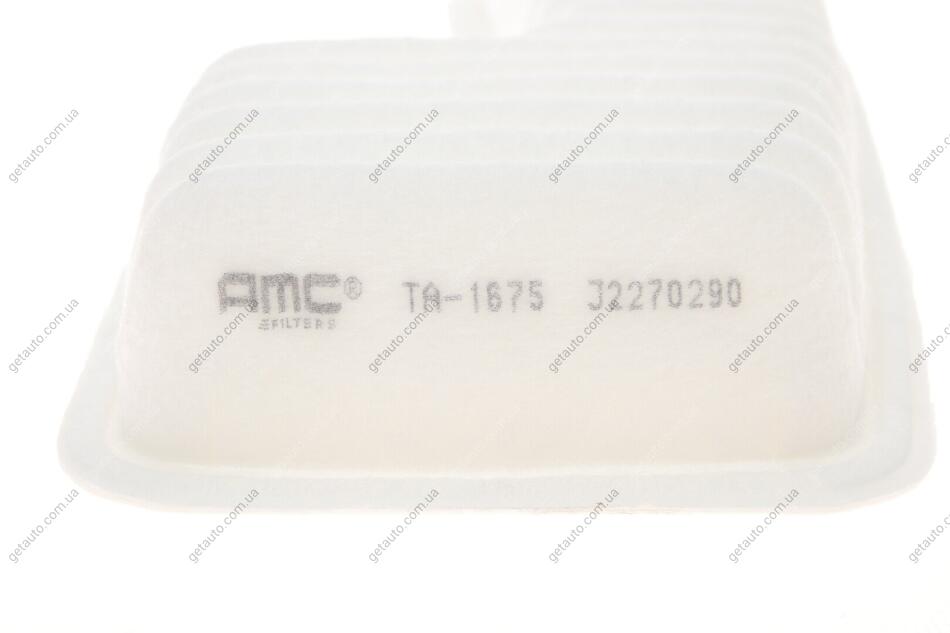 AMC® TA-1675 J2270290
FILTERS
getauto.com.ua